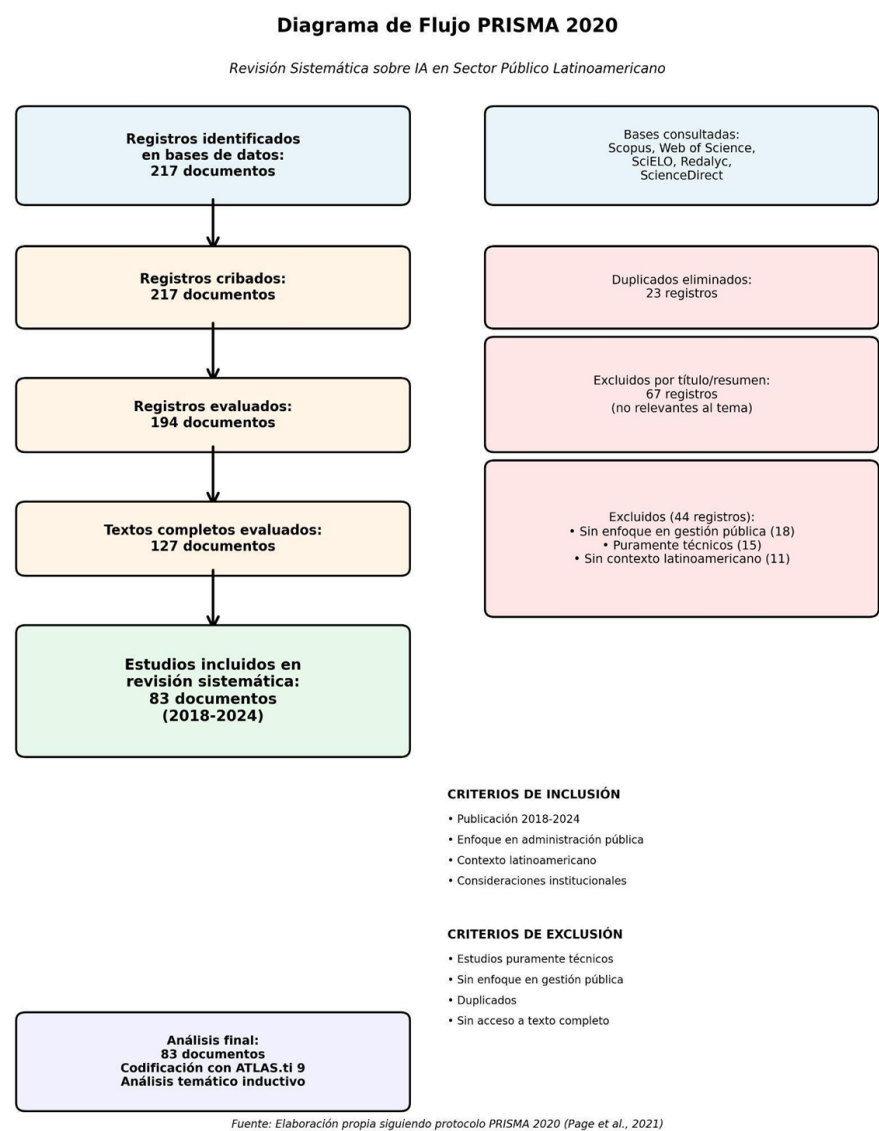 Diagrama de Flujo PRISMA 2020
Revisión Sistemática sobre IA en Sector Público Latinoamericano
Registros identificados
en bases de datos:
217 documentos
Bases consultadas:
Scopus, Web of Science,
SciELO, Redalyc,
ScienceDirect
Registros cribados:
217 documentos
Duplicados eliminados:
23 registros
Excluidos por título/resumen:
67 registros
(no relevantes al tema)
Registros evaluados:
194 documentos
Textos completos evaluados:
127 documentos
Excluidos (44 registros):
• Sin enfoque en gestión pública (18)
• Puramente técnicos (15)
• Sin contexto latinoamericano (11)
Estudios incluidos en
revisión sistemática:
83 documentos
(2018-2024)
CRITERIOS DE INCLUSIÓN
• Publicación 2018-2024
• Enfoque en administración pública
• Contexto latinoamericano
• Consideraciones institucionales
CRITERIOS DE EXCLUSIÓN
• Estudios puramente técnicos
• Sin enfoque en gestión pública
• Duplicados
• Sin acceso a texto completo
Análisis final:
83 documentos
Codificación con ATLAS.ti 9
Análisis temático inductivo
Fuente: Elaboración propia siguiendo protocolo PRISMA 2020 (Page et al., 2021)